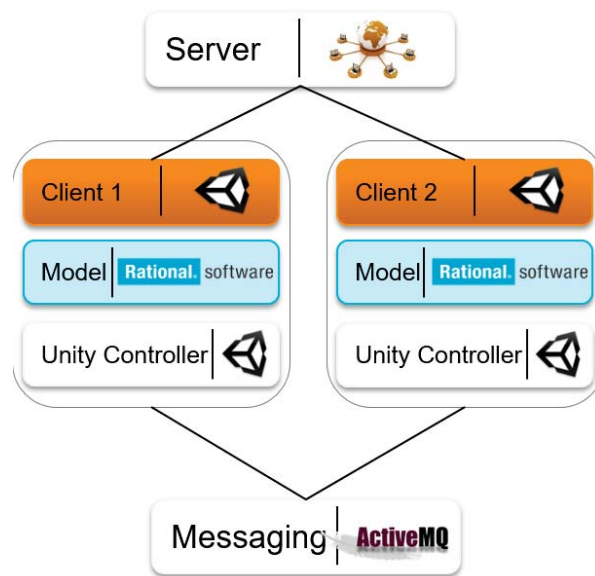 Server
Client 1
Client 2
Model Rational. software
Model Rational. software
Unity Controller
Unity Controller
Messaging ActiveMQ